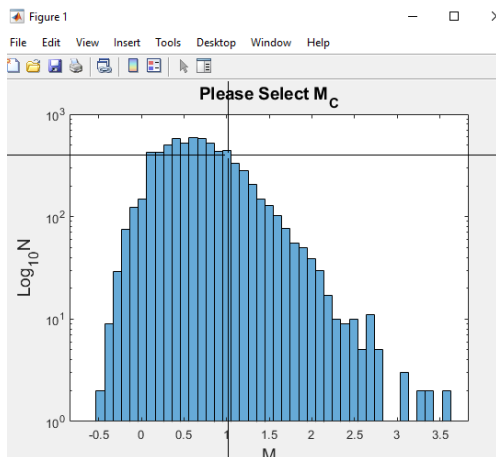 Figure 1
File Edit View Insert Tools Desktop Window Help
Please Select M_C
10^3
10^2
10^1
10^0
Log_10N
-0.5 0 0.5 1 1.5 2 2.5 3 3.5
M